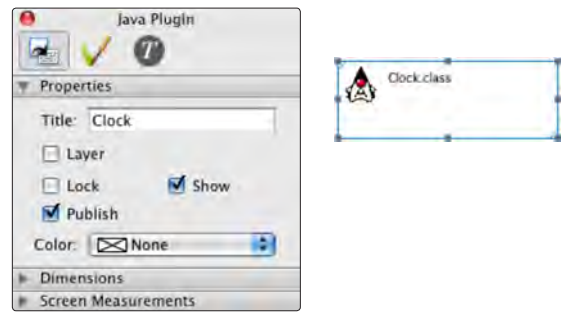 Java PlugIn
T
Properties
Title: Clock
Layer
Lock Show
Publish
Color: None
Dimensions
Screen Measurements
Clock.class